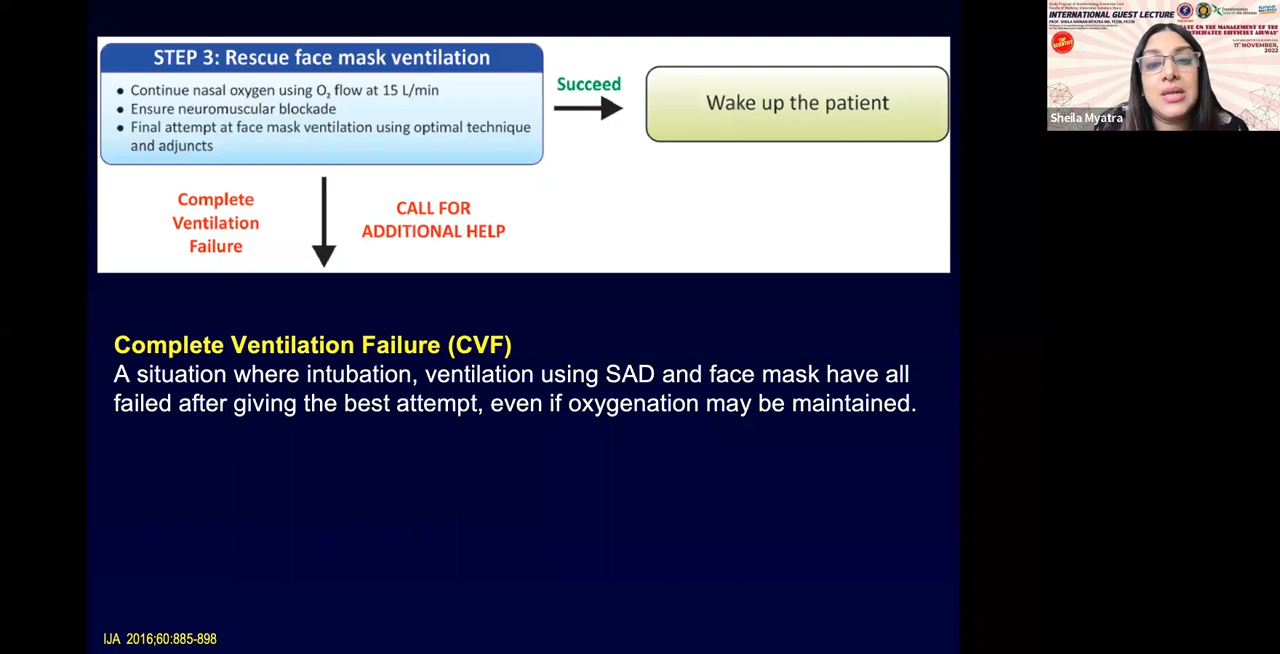 STEP 3: Rescue face mask ventilation
• Continue nasal oxygen using O₂ flow at 15 L/min
• Ensure neuromuscular blockade
• Final attempt at face mask ventilation using optimal technique
and adjuncts
Succeed
Wake up the patient
Complete
Ventilation
Failure
CALL FOR
ADDITIONAL HELP
Complete Ventilation Failure (CVF)
A situation where intubation, ventilation using SAD and face mask have all
failed after giving the best attempt, even if oxygenation may be maintained.
IJA 2016;60:885-898
INTERNATIONAL GUEST LECTURE
11ᵗʰ NOVEMBER,
2022
Sheila Myatra